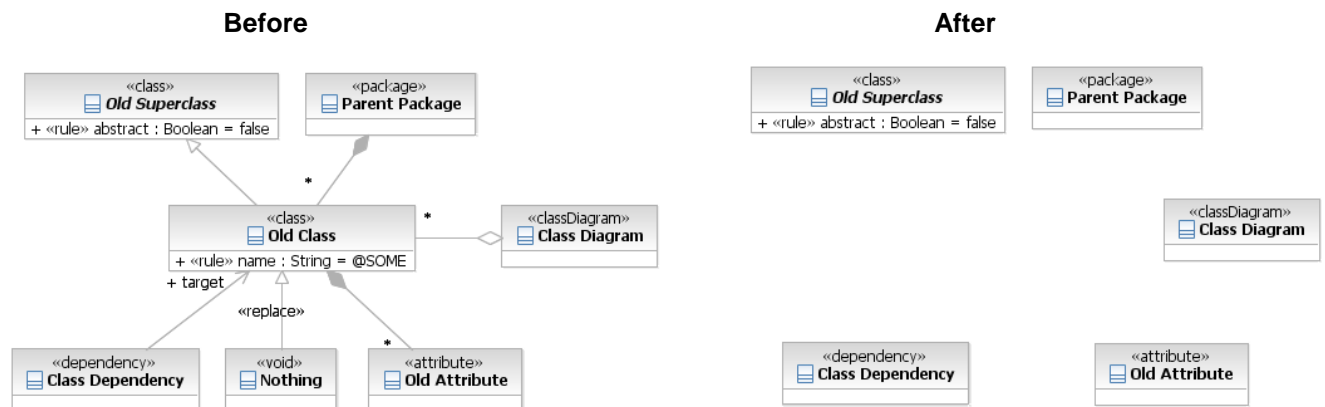 Before
After
«class»
Old Superclass
+ «rule» abstract : Boolean = false
«package»
Parent Package
*
«class»
Old Class
+ «rule» name : String = @SOME
*
«classDiagram»
Class Diagram
+ target
«replace»
*
«dependency»
Class Dependency
«void»
Nothing
«attribute»
Old Attribute
«class»
Old Superclass
+ «rule» abstract : Boolean = false
«package»
Parent Package
«classDiagram»
Class Diagram
«dependency»
Class Dependency
«attribute»
Old Attribute